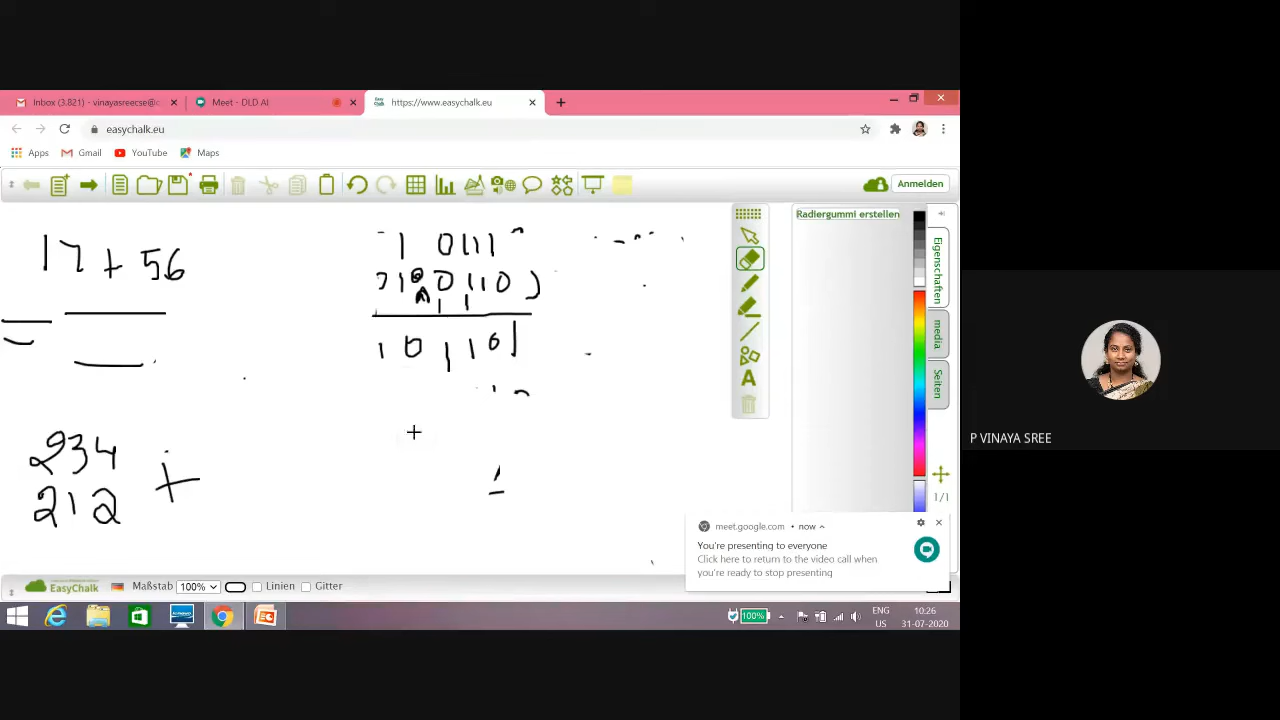 Inbox (3.821) - vinayasreecse@
Meet - DLD AI
https://www.easychalk.eu
easychalk.eu
Apps
Gmail
YouTube
Maps
Anmelden
Radiergummi erstellen
Eigenschaften
media
Seiten
17 + 56
1 0111
0110
101101
234
212
+
A
1/1
P VINAYA SREE
meet.google.com • now
You're presenting to everyone
Click here to return to the video call when
you're ready to stop presenting
EasyChalk
Maßstab
100%
Linien
Gitter
100%
ENG
US
10:26
31-07-2020